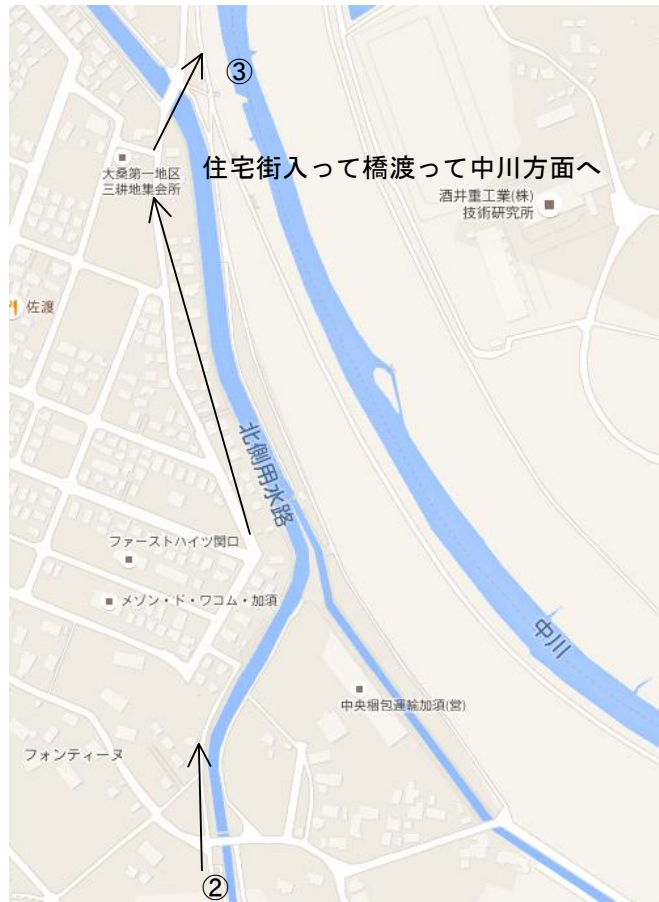 ③
住宅街入って橋渡って中川方面へ
大桑第一地区
三耕地集会所
酒井重工業(株)
技術研究所
佐渡
北側用水路
ファーストハイツ関口
メゾン・ド・ワコム・加須
中川
中央梱包運輸加須(営)
フォンティーヌ
②